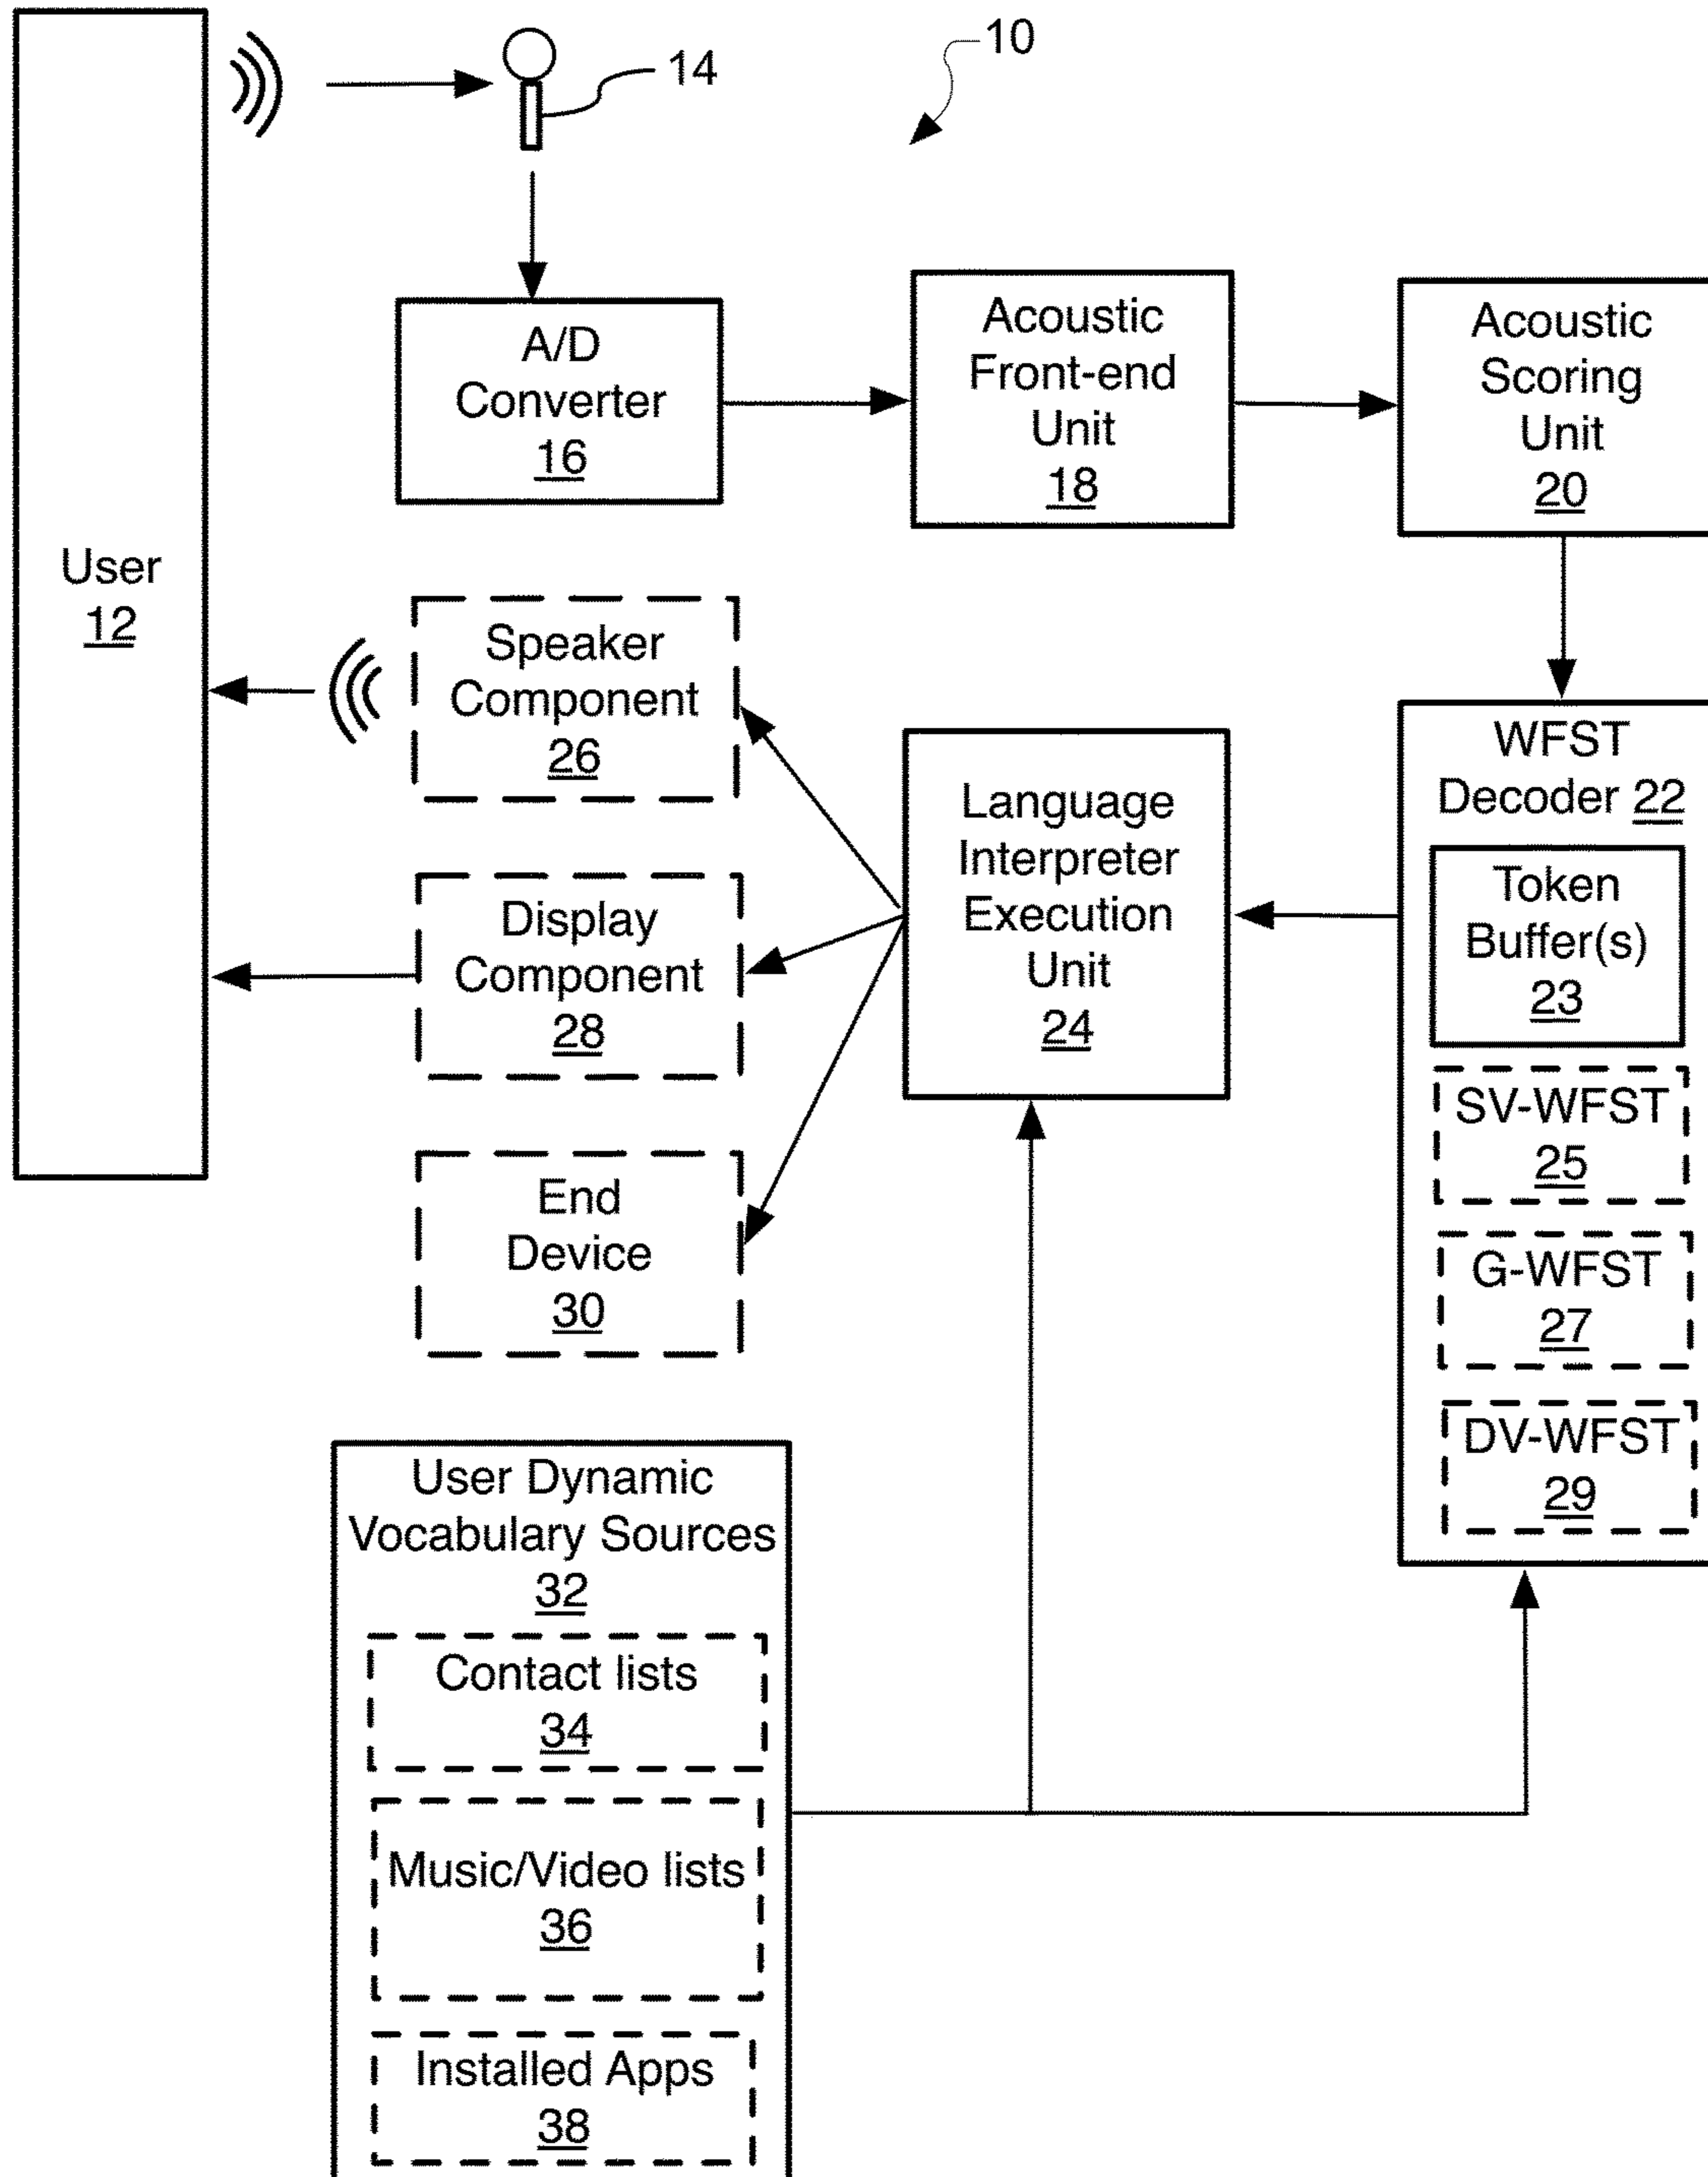 10
14
A/D
Converter
16
Acoustic
Front-end
Unit
18
Acoustic
Scoring
Unit
20
User
12
Speaker
Component
26
Display
Component
28
End
Device
30
Language
Interpreter
Execution
Unit
24
WFST
Decoder 22
Token
Buffer(s)
23
SV-WFST
25
G-WFST
27
DV-WFST
29
User Dynamic
Vocabulary Sources
32
Contact lists
34
Music/Video lists
36
Installed Apps
38